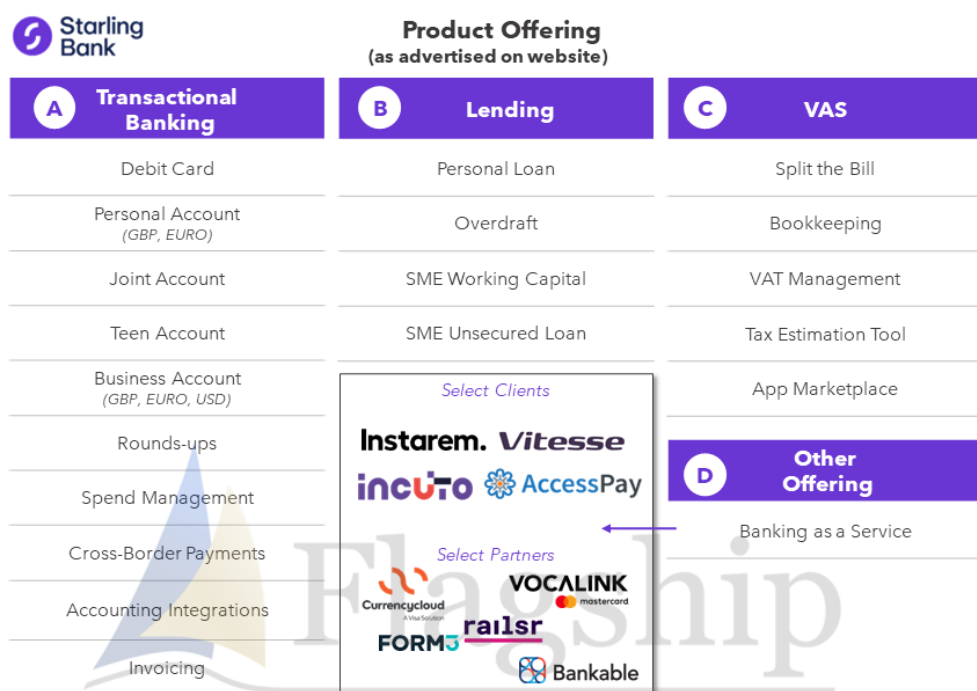 Starling
Bank
Product Offering
(as advertised on website)
A
Transactional
Banking
Debit Card
Personal Account
(GBP, EURO)
Joint Account
Teen Account
Business Account
(GBP, EURO, USD)
Rounds-ups
Spend Management
Cross-Border Payments
Accounting Integrations
Invoicing
B
Lending
Personal Loan
Overdraft
SME Working Capital
SME Unsecured Loan
Select Clients
Instarem. Vitesse
incuto AccessPay
Select Partners
Currencycloud
A Visa Solution
VOCALINK
mastercard
FORM3
railsr
Bankable
C
VAS
Split the Bill
Bookkeeping
VAT Management
Tax Estimation Tool
App Marketplace
D
Other
Offering
Banking as a Service
Flagship